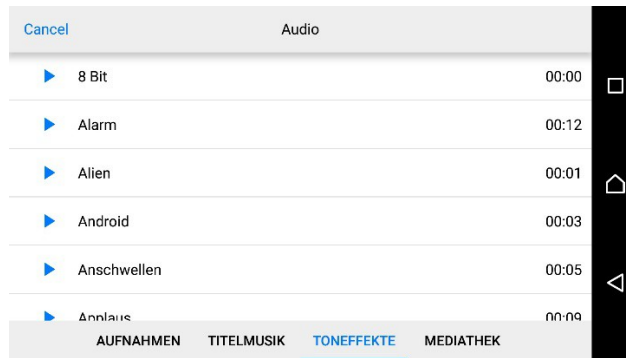 Cancel Audio
8 Bit 00:00
Alarm 00:12
Alien 00:01
Android 00:03
Anschwellen 00:05
Applaus 00:09
AUFNAHMEN TITELMUSIK TONEFFEKTE MEDIATHEK